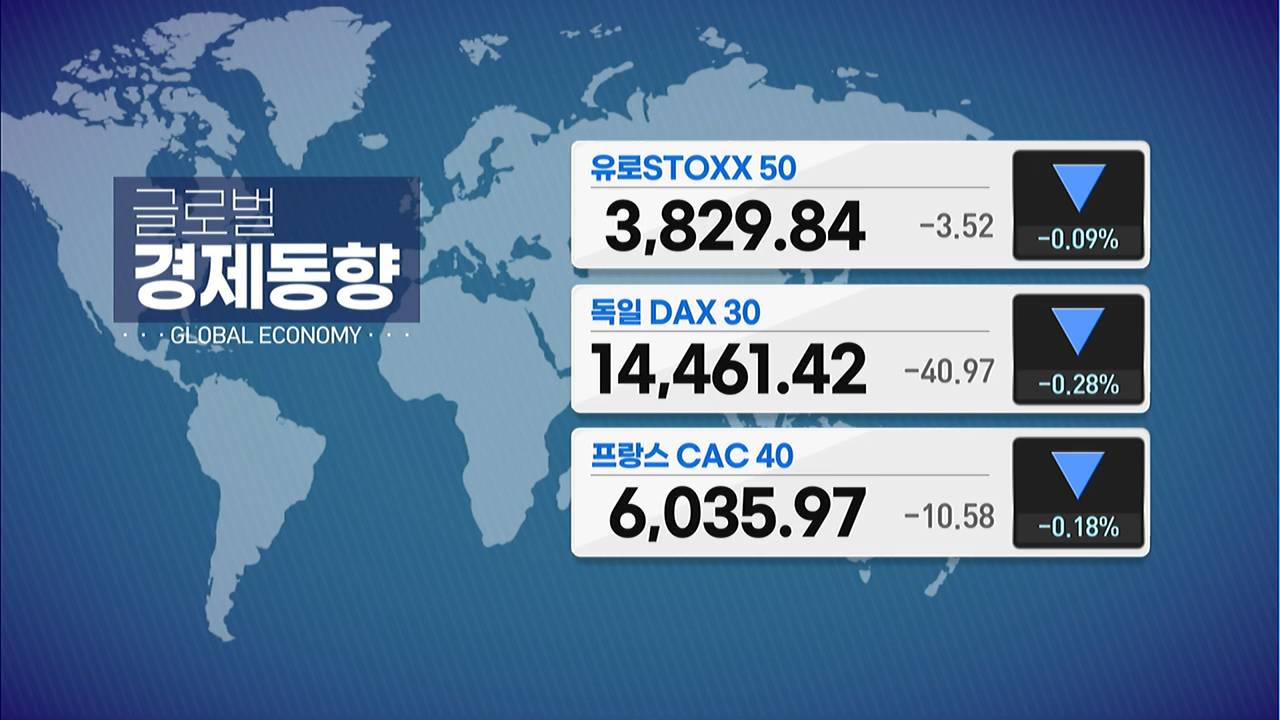 글로벌
경제동향
· · · GLOBAL ECONOMY · · ·
유로STOXX 50
3,829.84 -3.52
-0.09%
독일 DAX 30
14,461.42 -40.97
-0.28%
프랑스 CAC 40
6,035.97 -10.58
-0.18%